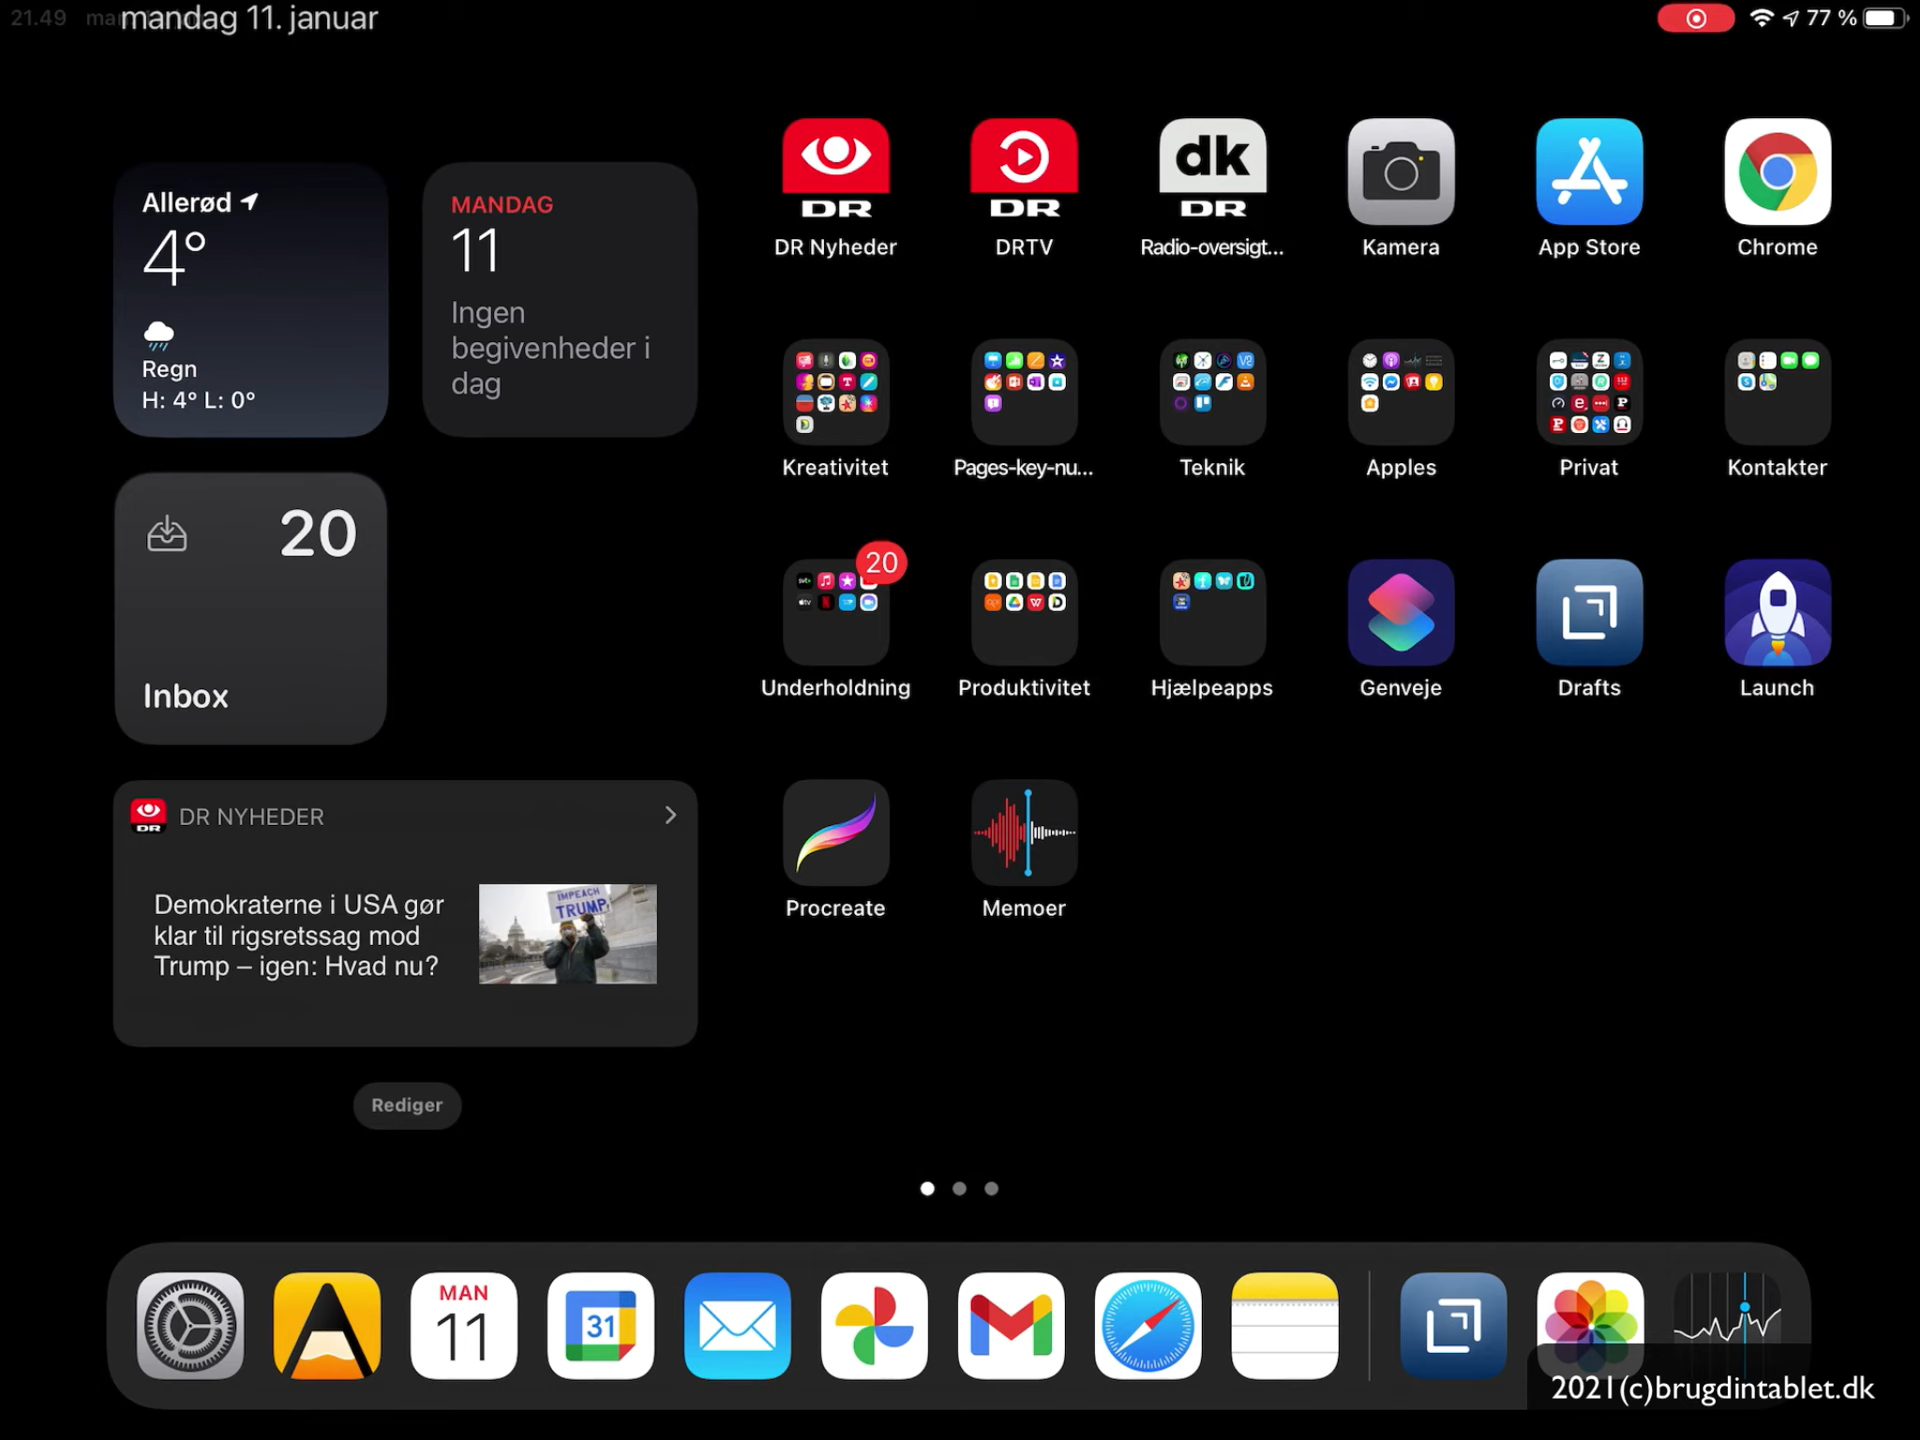 21.49
mandag 11. januar
77 %
Allerød
4°
Regn
H: 4° L: 0°
MANDAG
11
Ingen
begivenheder i
dag
20
Inbox
DR NYHEDER
Demokraterne i USA gør
klar til rigsretssag mod
Trump – igen: Hvad nu?
IMPEACH
TRUMP
Rediger
DR
DR
dk
DR
DR Nyheder
DRTV
Radio-oversigt...
Kamera
App Store
Chrome
Kreativitet
Pages-key-nu...
Teknik
Apples
Privat
Kontakter
20
Underholdning
Produktivitet
Hjælpeapps
Genveje
Drafts
Launch
Procreate
Memoer
MAN
11
31
2021(c)brugdintablet.dk